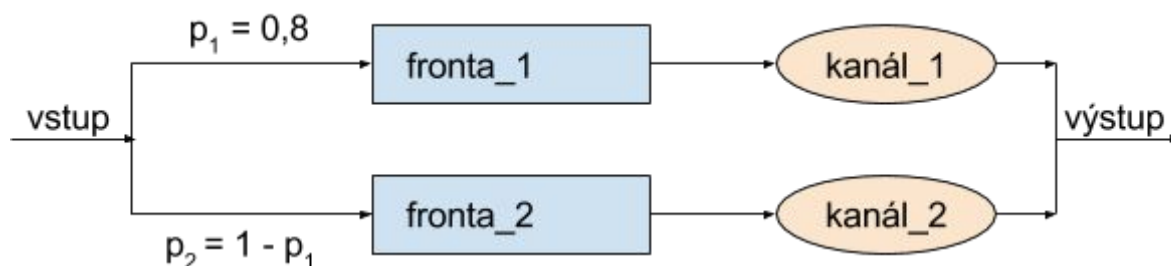 p₁ = 0,8
fronta_1
kanál_1
vstup
výstup
fronta_2
kanál_2
p₂ = 1 - p₁